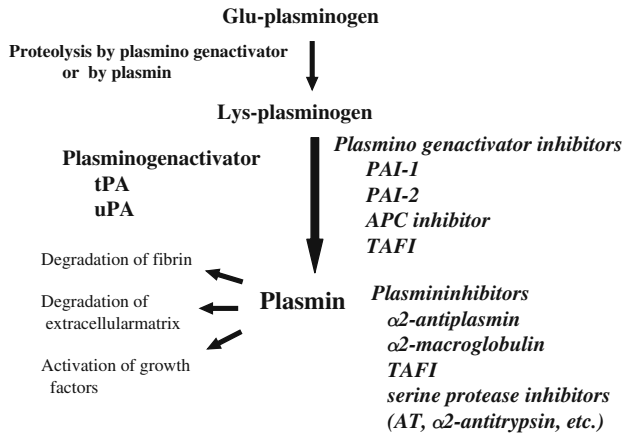 Glu-plasminogen
Proteolysis by plasmino genactivator
or by plasmin
Lys-plasminogen
Plasminogenactivator
tPA
uPA
Plasmino genactivator inhibitors
PAI-1
PAI-2
APC inhibitor
TAFI
Degradation of fibrin
Degradation of
extracellularmatrix
Activation of growth
factors
Plasmin
Plasmininhibitors
α2-antiplasmin
α2-macroglobulin
TAFI
serine protease inhibitors
(AT, α2-antitrypsin, etc.)